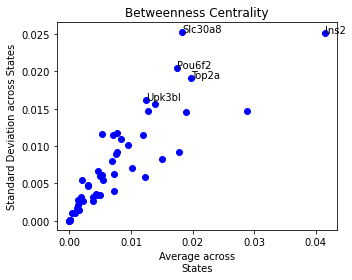 Betweenness Centrality
Standard Deviation across
States
0.025
0.020
0.015
0.010
0.005
0.000
Slc30a8
Ins2
Pou6f2
Top2a
Upk3bl
0.00
0.01
0.02
0.03
0.04
Average across
States